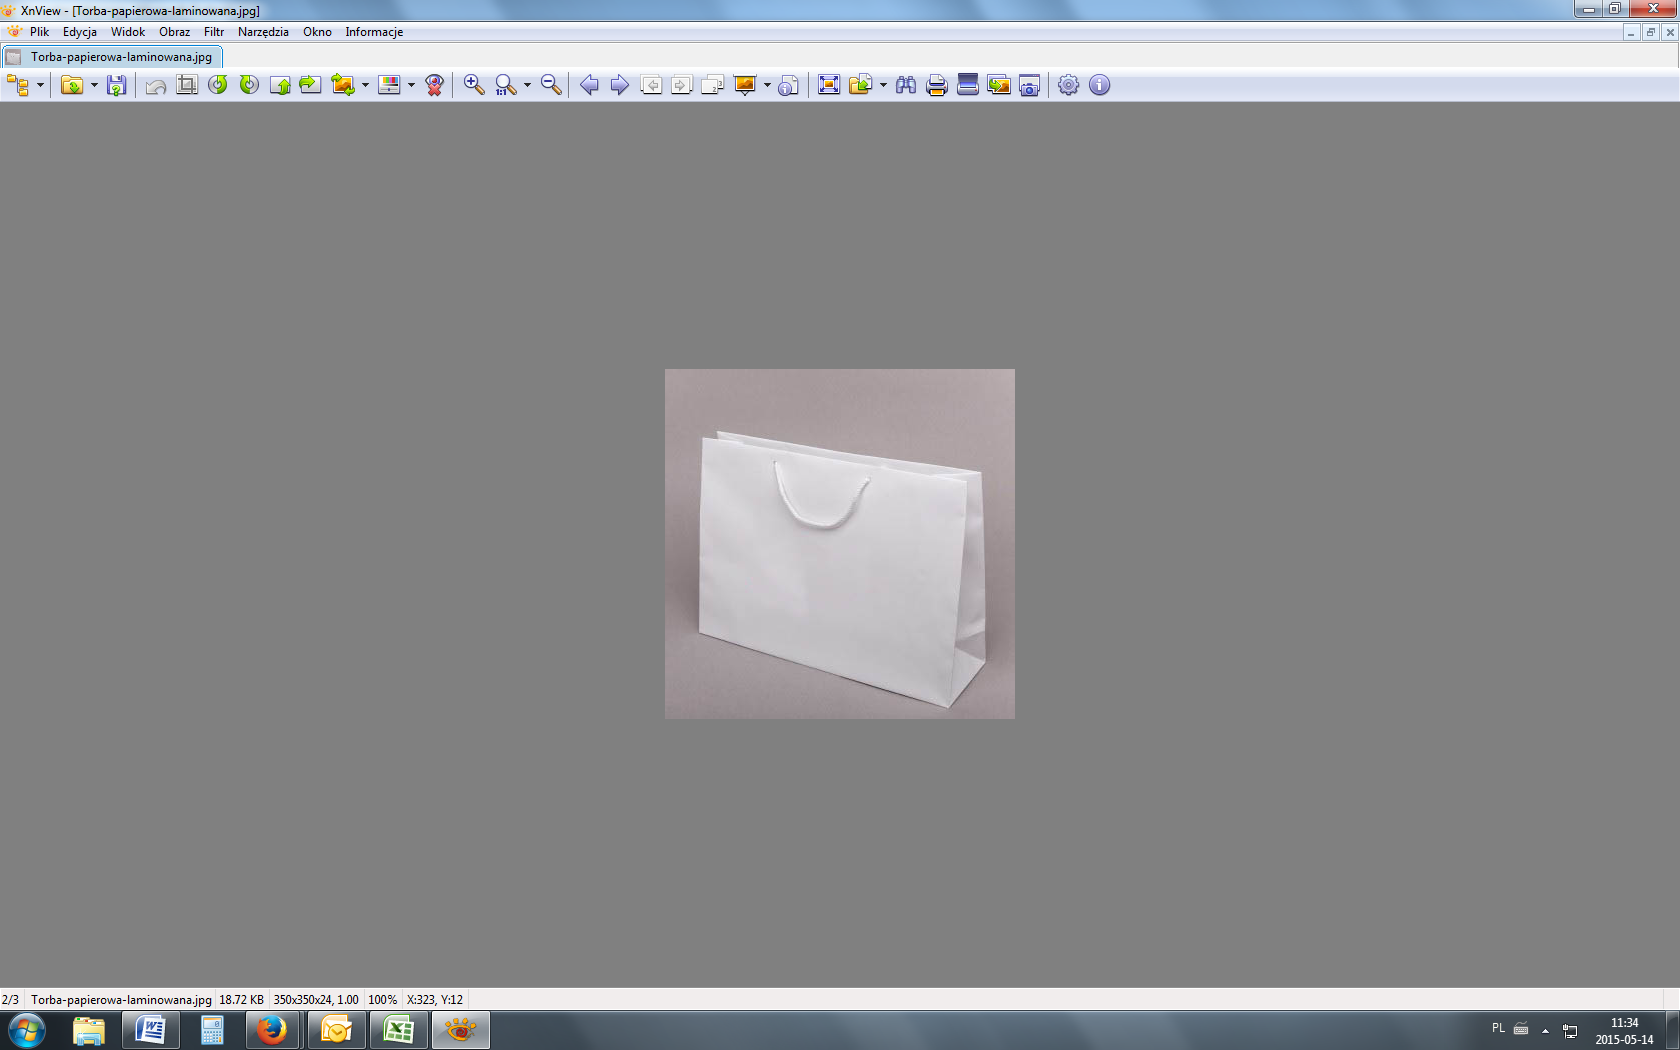 XnView - [Torba-papierowa-laminowana.jpg]
Plik Edycja Widok Obraz Filtr Narzędzia Okno Informacje
Torba-papierowa-laminowana.jpg
2/3 Torba-papierowa-laminowana.jpg 18.72 KB 350x350x24, 1.00 100% X:323, Y:12
PL 11:34
2015-05-14